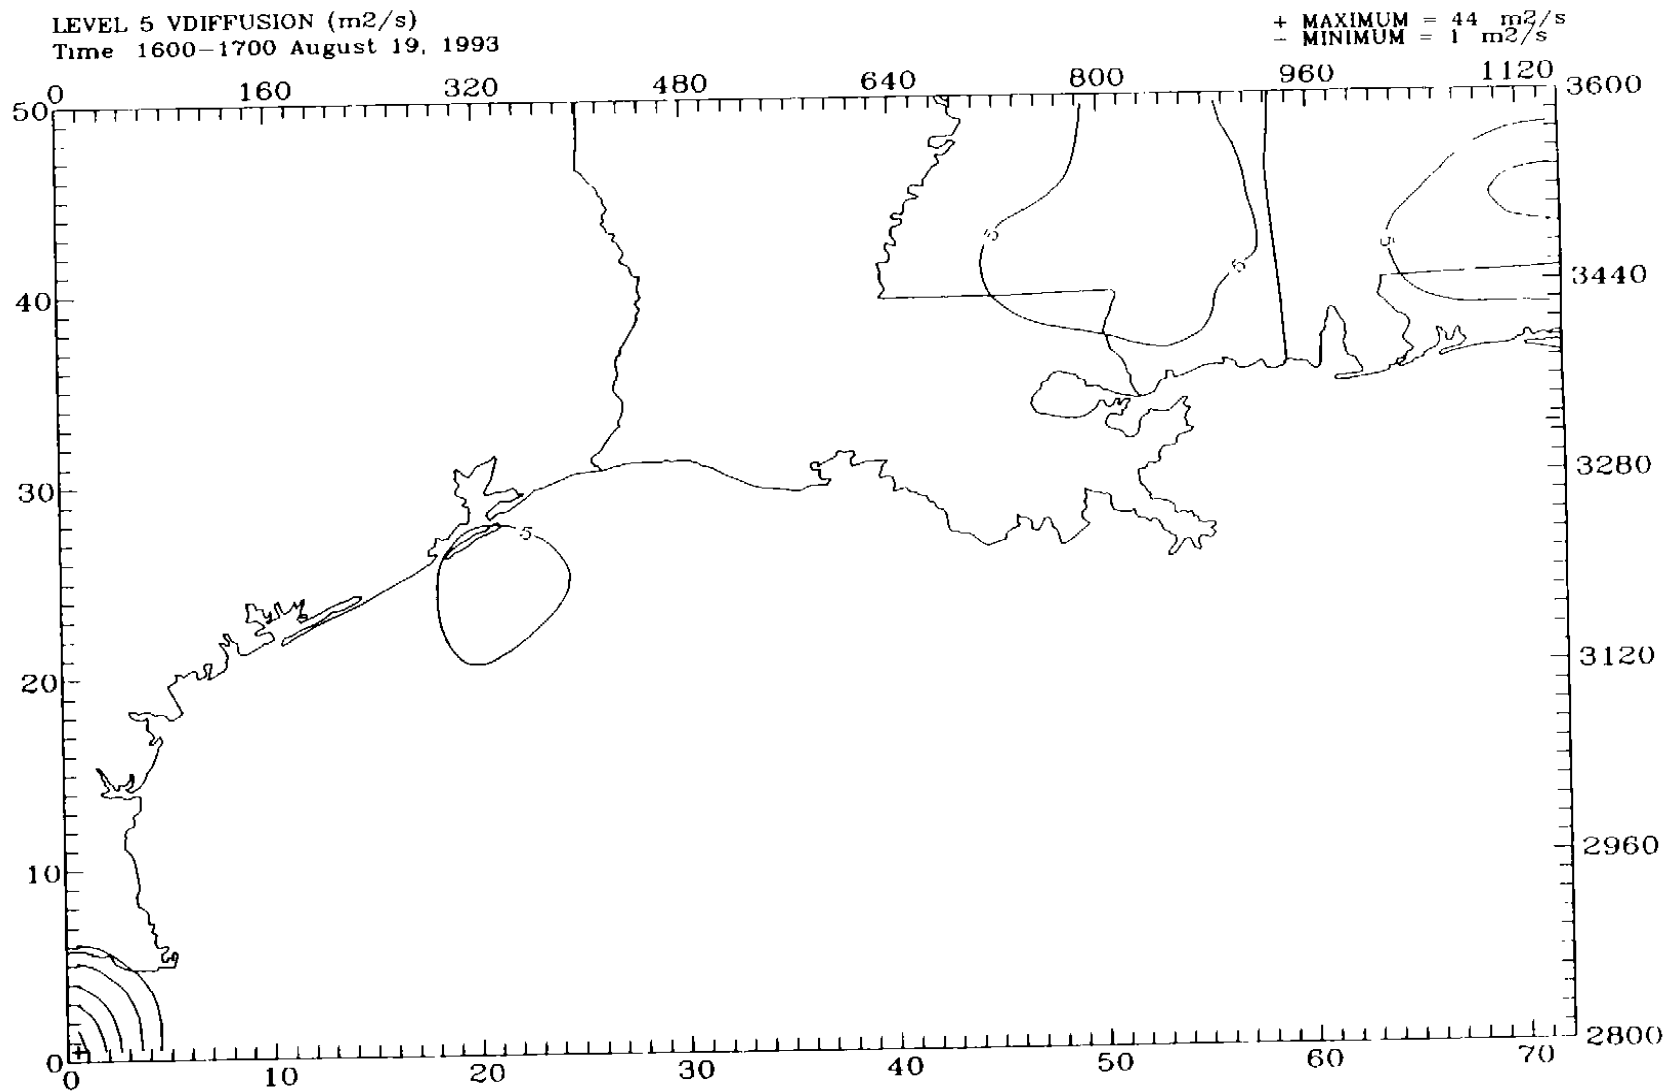 LEVEL 5 VDIFFUSION (m2/s)
Time 1600-1700 August 19, 1993
+ MAXIMUM = 44 m2/s
- MINIMUM = 1 m2/s
0 160 320 480 640 800 960 1120
50 3600
5
5
5
5
40 3440
30 3280
5
20 3120
10 2960
0 2800
+
0 10 20 30 40 50 60 70